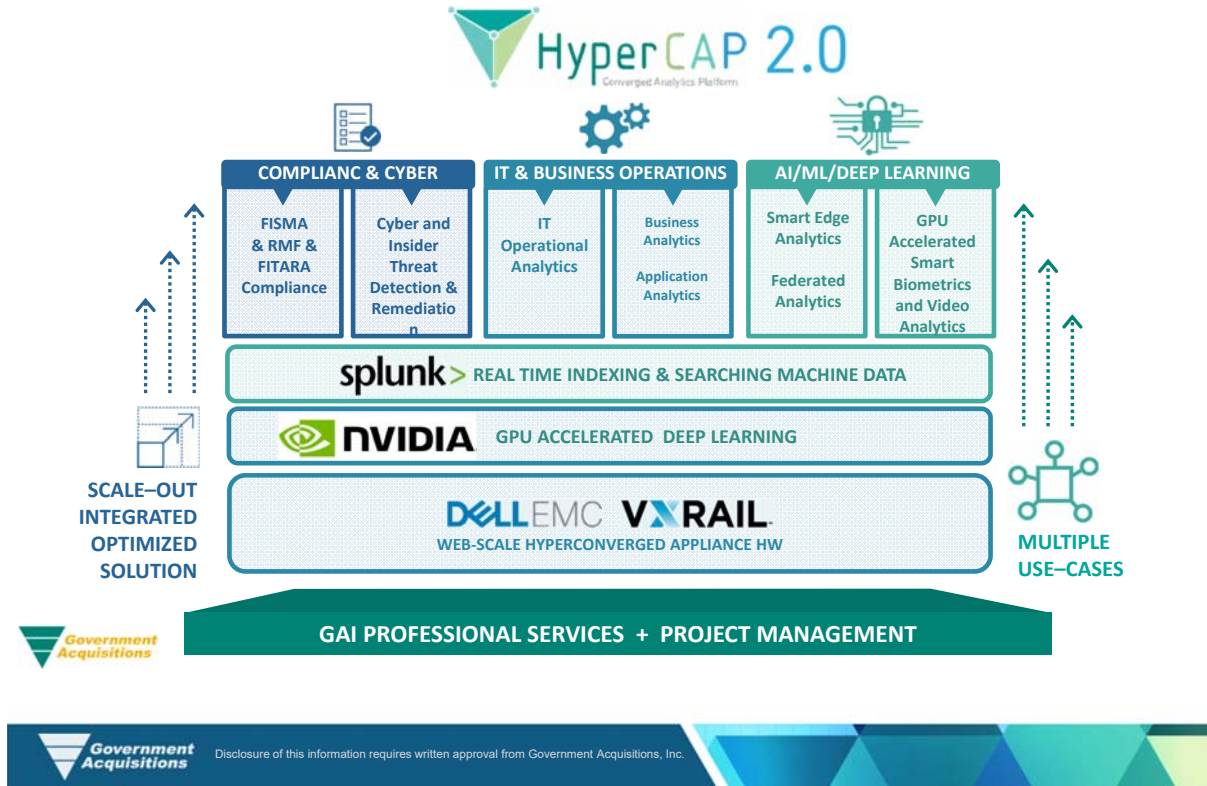 HyperCAP 2.0
Converged Analytics Platform
COMPLIANC & CYBER
IT & BUSINESS OPERATIONS
AI/ML/DEEP LEARNING
FISMA
& RMF &
FITARA
Compliance
Cyber and
Insider
Threat
Detection &
Remediatio
n
IT
Operational
Analytics
Business
Analytics
Application
Analytics
Smart Edge
Analytics
Federated
Analytics
GPU
Accelerated
Smart
Biometrics
and Video
Analytics
splunk> REAL TIME INDEXING & SEARCHING MACHINE DATA
NVIDIA. GPU ACCELERATED DEEP LEARNING
DELLEMC VXRAIL
WEB-SCALE HYPERCONVERGED APPLIANCE HW
SCALE–OUT
INTEGRATED
OPTIMIZED
SOLUTION
MULTIPLE
USE–CASES
GAI PROFESSIONAL SERVICES + PROJECT MANAGEMENT
Government
Acquisitions
Government
Acquisitions
Disclosure of this information requires written approval from Government Acquisitions, Inc.